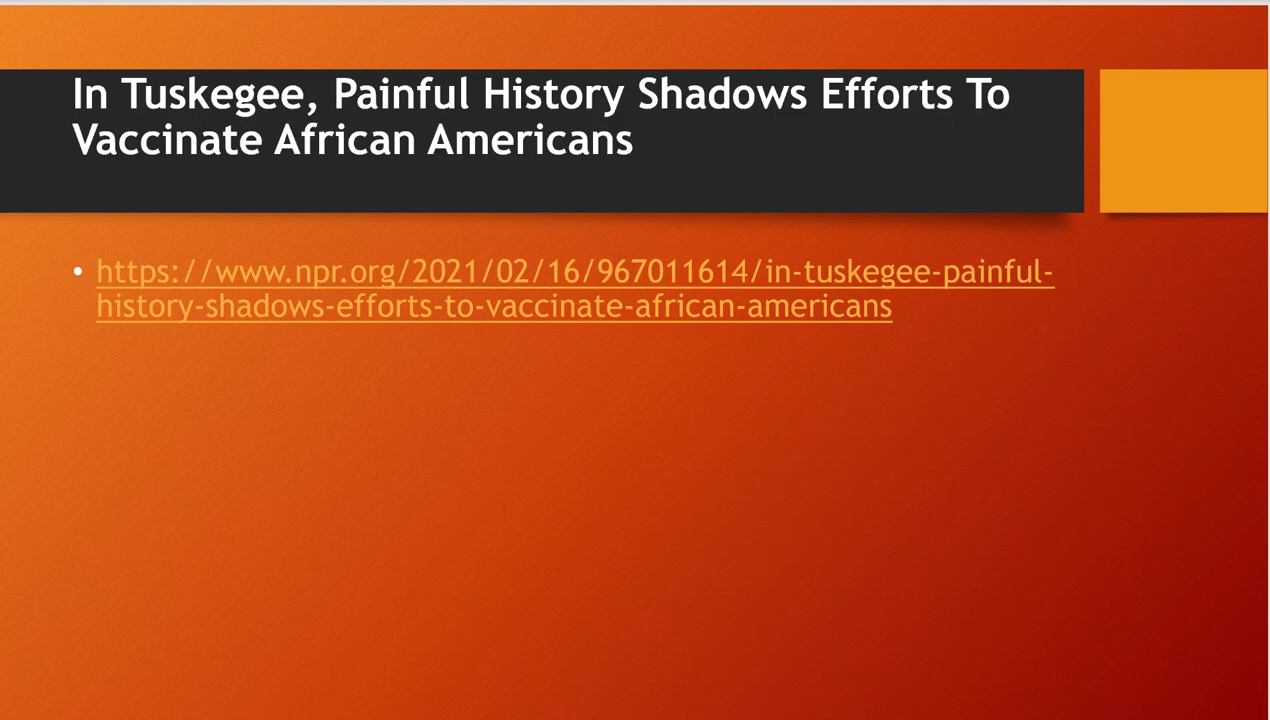 In Tuskegee, Painful History Shadows Efforts To
Vaccinate African Americans
• https://www.npr.org/2021/02/16/967011614/in-tuskegee-painful-
history-shadows-efforts-to-vaccinate-african-americans